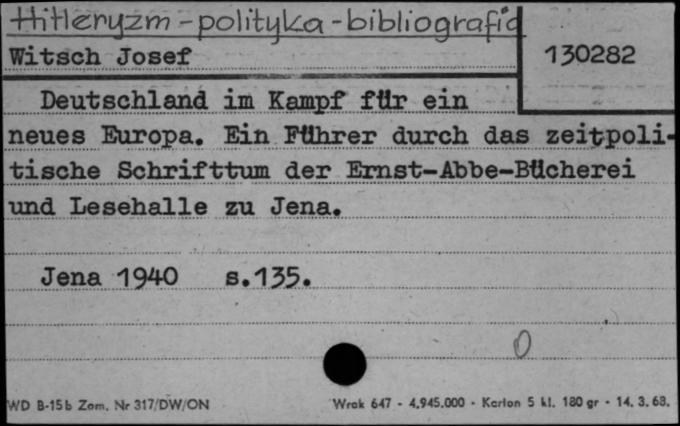 Hitleryzm - polityka - bibliografia
Witsch Josef
130282
Deutschland im Kampf für ein
neues Europa. Ein Führer durch das zeitpoli-
tische Schrifttum der Ernst-Abbe-Bücherei
und Lesehalle zu Jena.
Jena 1940 s.135.
0
WD B-15b Zam. Nr 317/DW/ON
Wrak 647 - 4.945.000 - Karton 5 kl. 180 gr - 14. 3. 68.